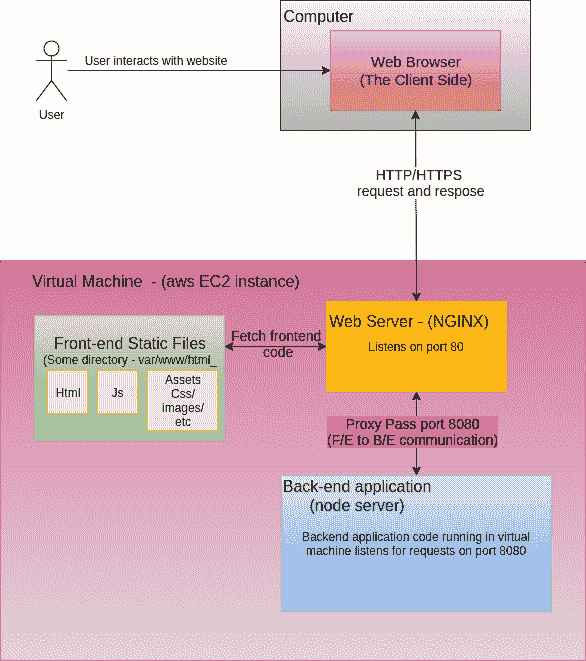 Computer
Web Browser
(The Client Side)
User interacts with website
User
HTTP/HTTPS
request and respose
Virtual Machine - (aws EC2 instance)
Front-end Static Files
(Some directory - var/www/html_
Html
Js
Assets
Css/
images/
etc
Fetch frontend
code
Web Server - (NGINX)
Listens on port 80
Proxy Pass port 8080
(F/E to B/E communication)
Back-end application
(node server)
Backend application code running in virtual
machine listens for requests on port 8080